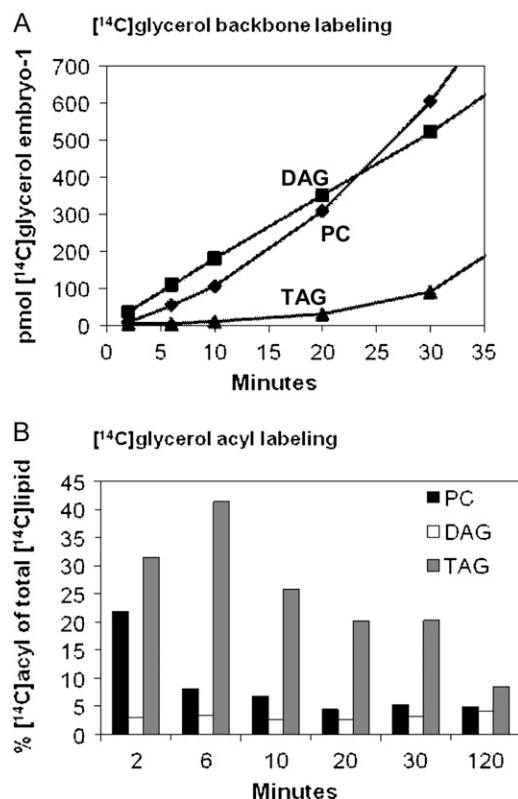 A
[¹⁴C]glycerol backbone labeling
pmol [¹⁴C]glycerol embryo-1
700
600
500
400
300
200
100
0
DAG
PC
TAG
0 5 10 15 20 25 30 35
Minutes
B
[¹⁴C]glycerol acyl labeling
% [¹⁴C]acyl of total [¹⁴C]lipid
45
40
35
30
25
20
15
10
5
0
PC
DAG
TAG
2 6 10 20 30 120
Minutes